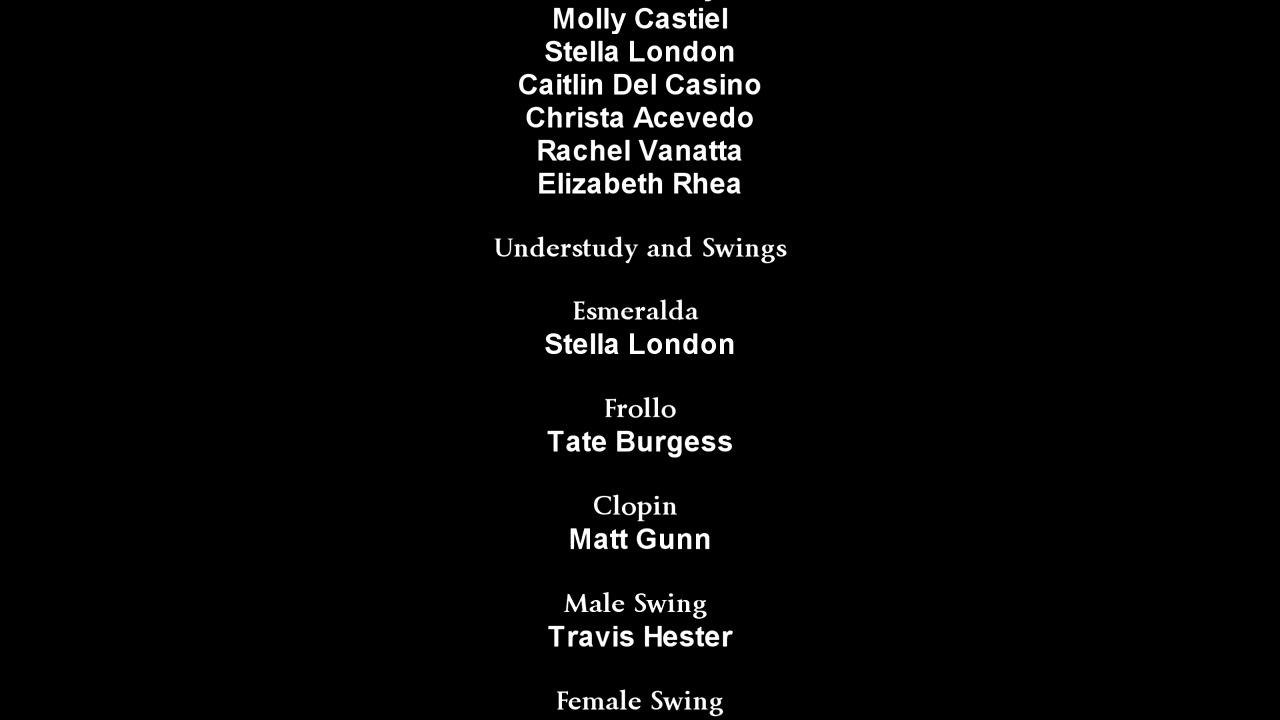 Molly Castiel
Stella London
Caitlin Del Casino
Christa Acevedo
Rachel Vanatta
Elizabeth Rhea
Understudy and Swings
Esmeralda
Stella London
Frollo
Tate Burgess
Clopin
Matt Gunn
Male Swing
Travis Hester
Female Swing